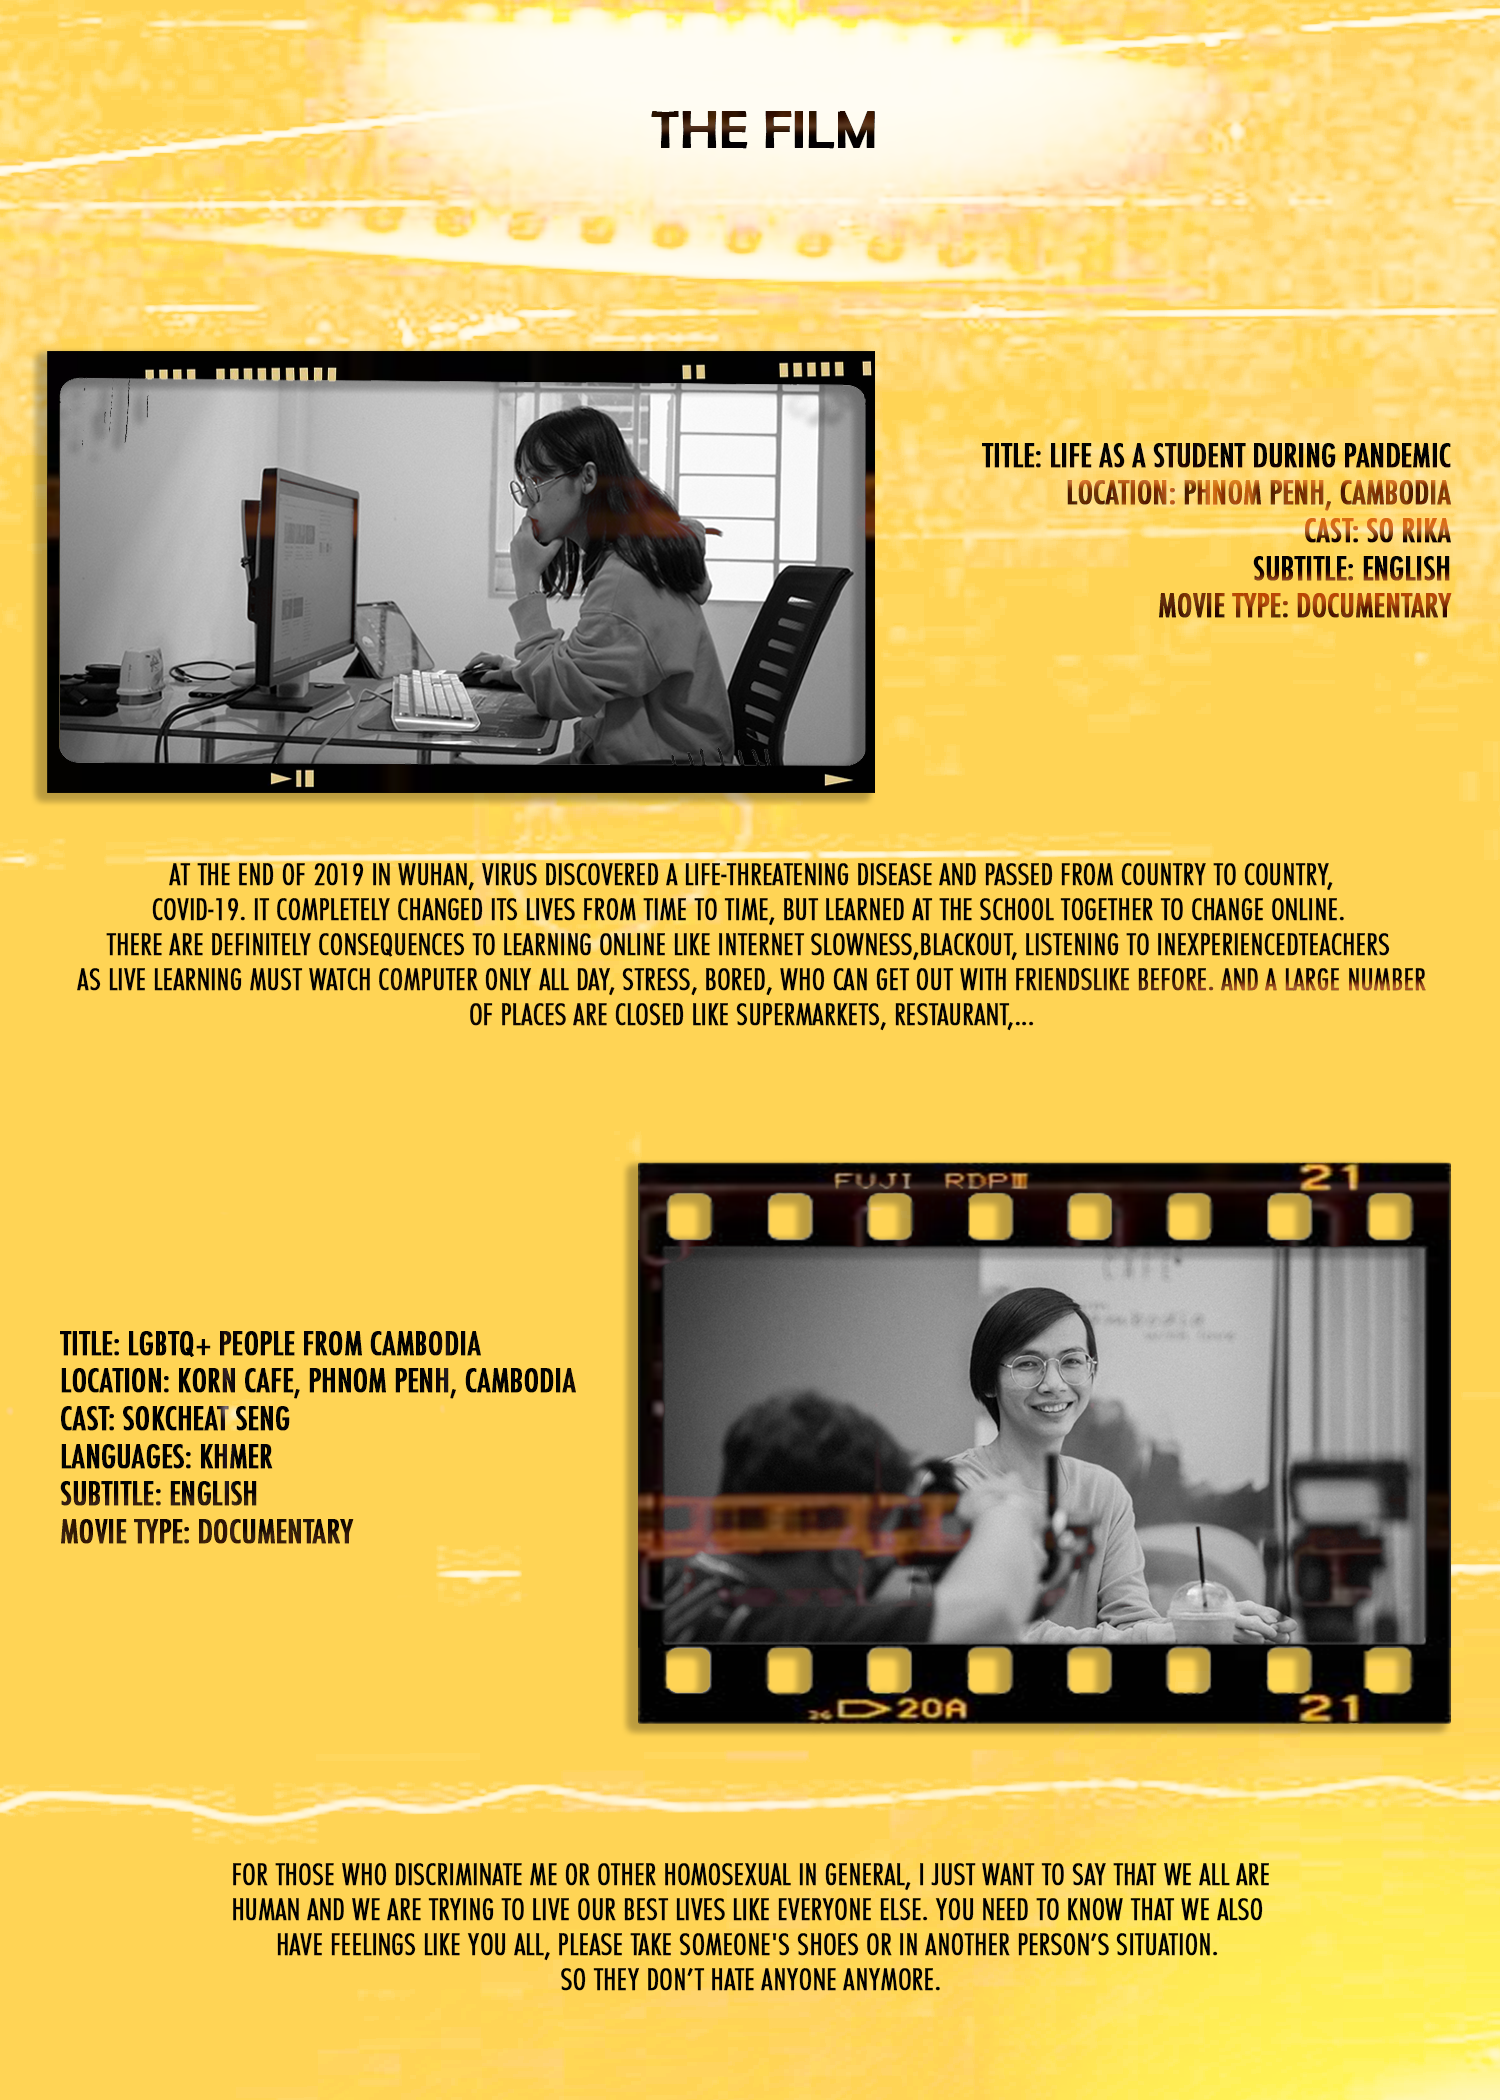 THE FILM
TITLE: LIFE AS A STUDENT DURING PANDEMIC
LOCATION: PHNOM PENH, CAMBODIA
CAST: SO RIKA
SUBTITLE: ENGLISH
MOVIE TYPE: DOCUMENTARY
AT THE END OF 2019 IN WUHAN, VIRUS DISCOVERED A LIFE-THREATENING DISEASE AND PASSED FROM COUNTRY TO COUNTRY,
COVID-19. IT COMPLETELY CHANGED ITS LIVES FROM TIME TO TIME, BUT LEARNED AT THE SCHOOL TOGETHER TO CHANGE ONLINE.
THERE ARE DEFINITELY CONSEQUENCES TO LEARNING ONLINE LIKE INTERNET SLOWNESS,BLACKOUT, LISTENING TO INEXPERIENCEDTEACHERS
AS LIVE LEARNING MUST WATCH COMPUTER ONLY ALL DAY, STRESS, BORED, WHO CAN GET OUT WITH FRIENDSLIKE BEFORE. AND A LARGE NUMBER
OF PLACES ARE CLOSED LIKE SUPERMARKETS, RESTAURANT,...
FUJI RDPIII 21
CAFE
Cambodia
with love
26 20A 21
TITLE: LGBTQ+ PEOPLE FROM CAMBODIA
LOCATION: KORN CAFE, PHNOM PENH, CAMBODIA
CAST: SOKCHEAT SENG
LANGUAGES: KHMER
SUBTITLE: ENGLISH
MOVIE TYPE: DOCUMENTARY
FOR THOSE WHO DISCRIMINATE ME OR OTHER HOMOSEXUAL IN GENERAL, I JUST WANT TO SAY THAT WE ALL ARE
HUMAN AND WE ARE TRYING TO LIVE OUR BEST LIVES LIKE EVERYONE ELSE. YOU NEED TO KNOW THAT WE ALSO
HAVE FEELINGS LIKE YOU ALL, PLEASE TAKE SOMEONE'S SHOES OR IN ANOTHER PERSON’S SITUATION.
SO THEY DON’T HATE ANYONE ANYMORE.